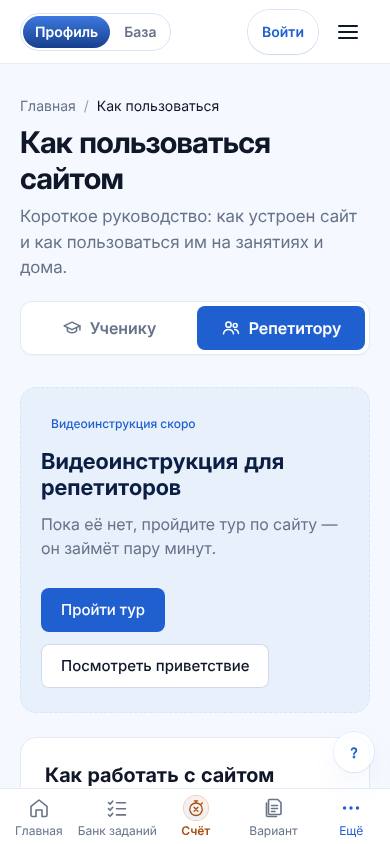 Профиль База Войти
Главная / Как пользоваться
Как пользоваться
сайтом
Короткое руководство: как устроен сайт
и как пользоваться им на занятиях и
дома.
Ученику Репетитору
Видеоинструкция скоро
Видеоинструкция для
репетиторов
Пока её нет, пройдите тур по сайту —
он займёт пару минут.
Пройти тур
Посмотреть приветствие
?
Как работать с сайтом
Главная Банк заданий Счёт Вариант Ещё